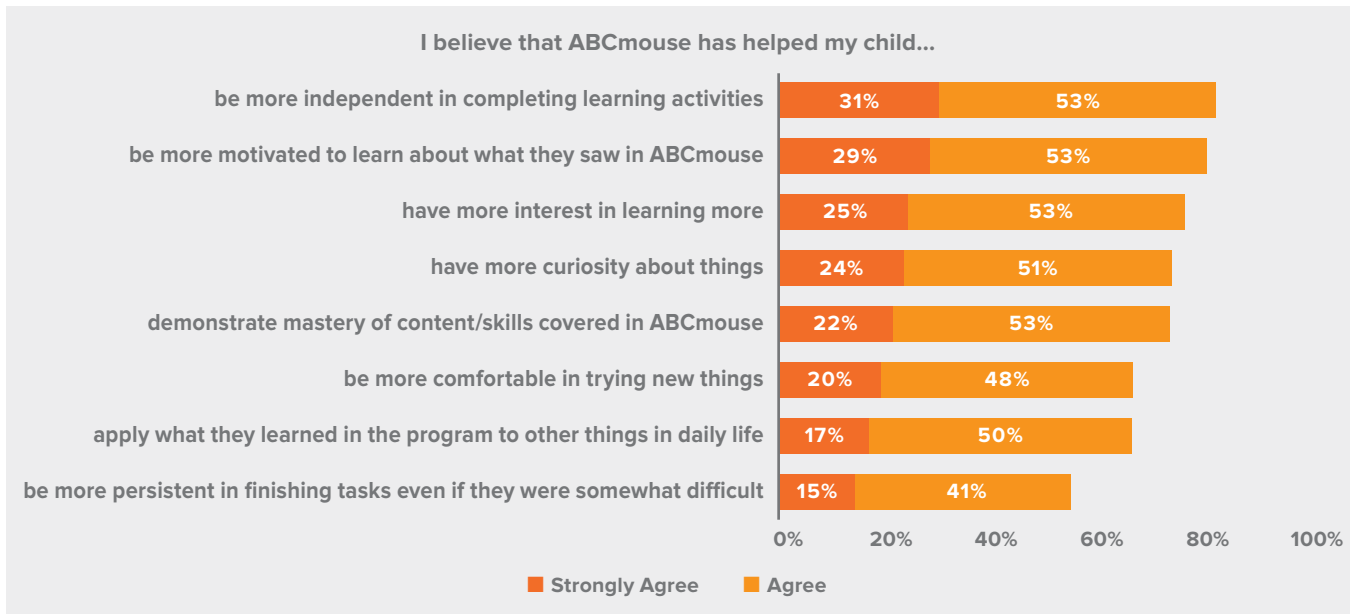 I believe that ABCmouse has helped my child...
be more independent in completing learning activities 31% 53%
be more motivated to learn about what they saw in ABCmouse 29% 53%
have more interest in learning more 25% 53%
have more curiosity about things 24% 51%
demonstrate mastery of content/skills covered in ABCmouse 22% 53%
be more comfortable in trying new things 20% 48%
apply what they learned in the program to other things in daily life 17% 50%
be more persistent in finishing tasks even if they were somewhat difficult 15% 41%
0% 20% 40% 60% 80% 100%
Strongly Agree Agree